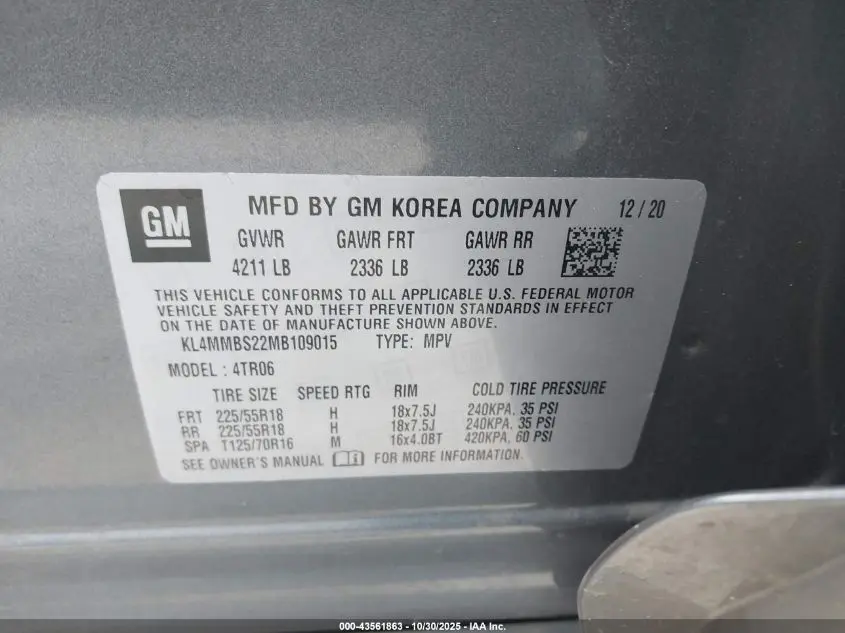 GM MFD BY GM KOREA COMPANY 12 / 20
GVWR GAWR FRT GAWR RR
4211 LB 2336 LB 2336 LB
THIS VEHICLE CONFORMS TO ALL APPLICABLE U.S. FEDERAL MOTOR
VEHICLE SAFETY AND THEFT PREVENTION STANDARDS IN EFFECT
ON THE DATE OF MANUFACTURE SHOWN ABOVE.
KL4MMBS22MB109015 TYPE: MPV
MODEL : 4TR06
TIRE SIZE SPEED RTG RIM COLD TIRE PRESSURE
FRT 225/55R18 H 18x7.5J 240KPA, 35 PSI
RR 225/55R18 H 18x7.5J 240KPA, 35 PSI
SPA T125/70R16 M 16x4.0BT 420KPA, 60 PSI
SEE OWNER'S MANUAL FOR MORE INFORMATION.
000-43561863 - 10/30/2025 - IAA Inc.